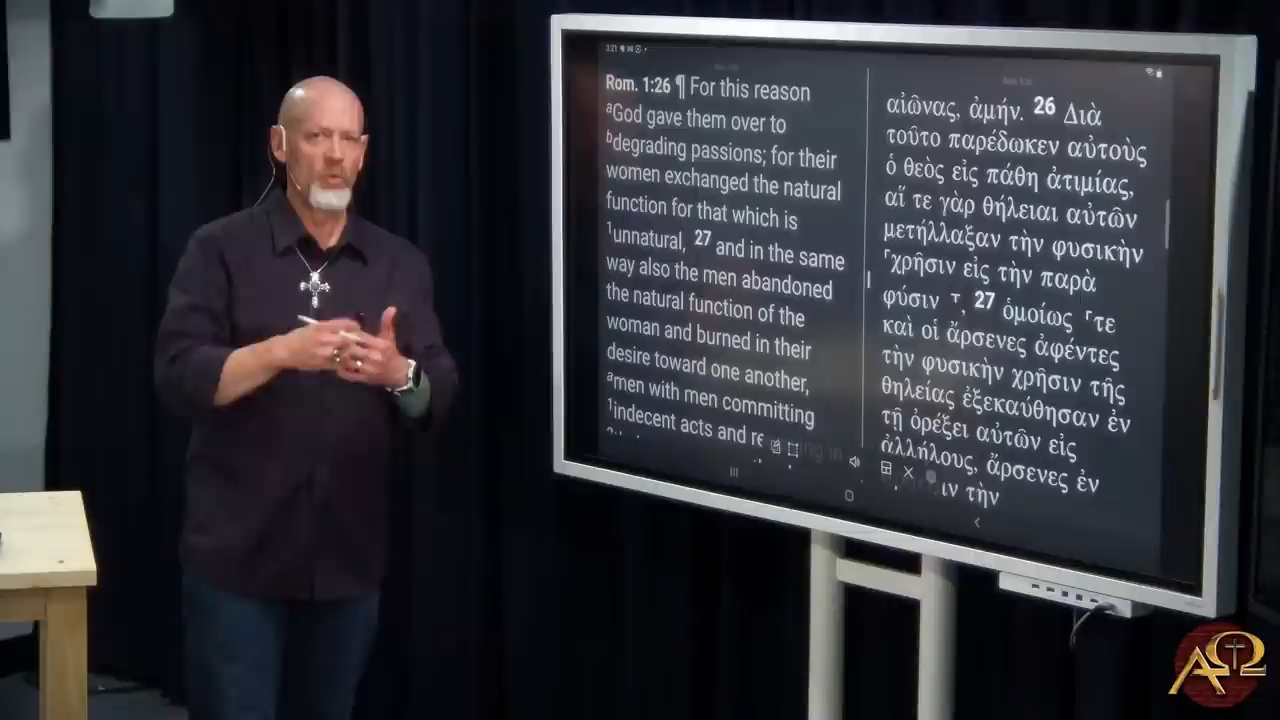 3:21
Rom. 1:26 ¶ For this reason
aGod gave them over to
bdegrading passions; for their
women exchanged the natural
function for that which is
1unnatural, 27 and in the same
way also the men abandoned
the natural function of the
woman and burned in their
desire toward one another,
amen with men committing
1indecent acts and
αἰῶνας, ἀμήν. 26 Διὰ
τοῦτο παρέδωκεν αὐτοὺς
ὁ θεὸς εἰς πάθη ἀτιμίας,
αἵ τε γὰρ θήλειαι αὐτῶν
μετήλλαξαν τὴν φυσικὴν
⸀χρῆσιν εἰς τὴν παρὰ
φύσιν ⸆, 27 ὁμοίως ⸀τε
καὶ οἱ ἄρσενες ἀφέντες
τὴν φυσικὴν χρῆσιν τῆς
θηλείας ἐξεκαύθησαν ἐν
τῇ ὀρέξει αὐτῶν εἰς
ἀλλήλους, ἄρσενες ἐν
τὴν
ΑΩ